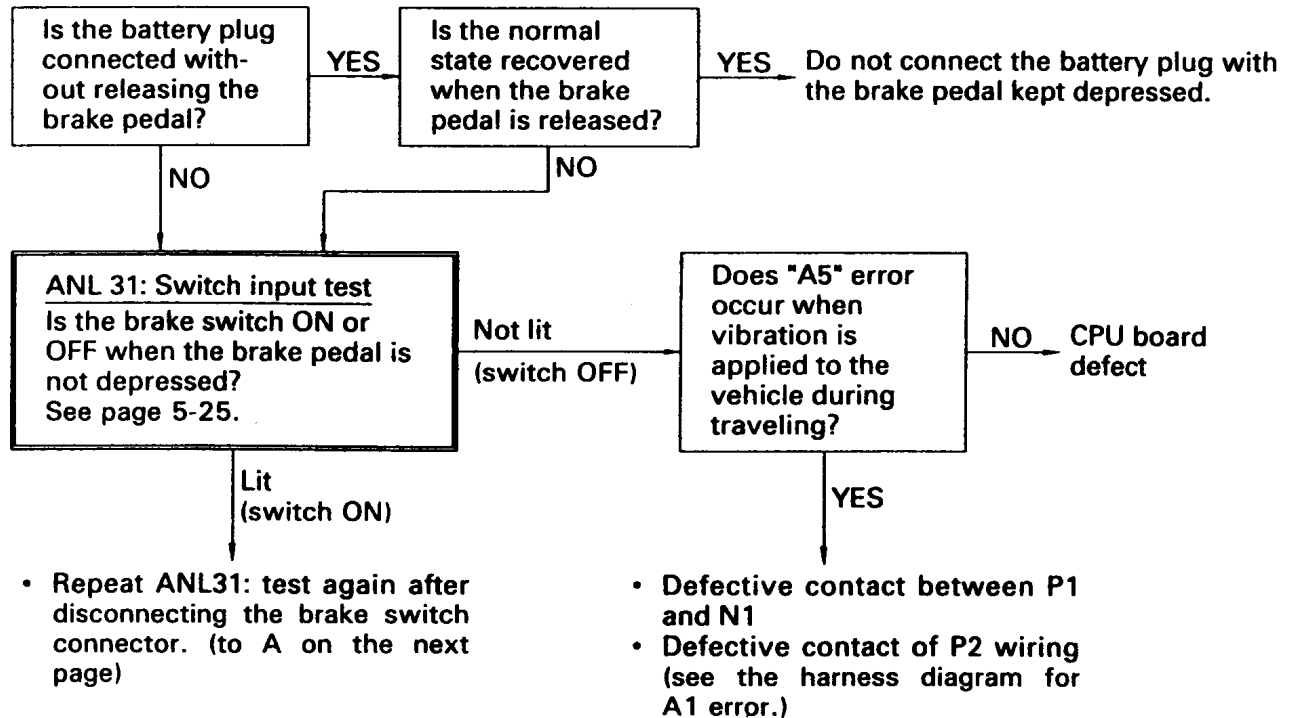 Is the battery plug
connected with-
out releasing the
brake pedal?
YES
Is the normal
state recovered
when the brake
pedal is released?
YES
Do not connect the battery plug with
the brake pedal kept depressed.
NO
NO
ANL 31: Switch input test
Is the brake switch ON or
OFF when the brake pedal is
not depressed?
See page 5-25.
Not lit
(switch OFF)
Does "A5" error
occur when
vibration is
applied to the
vehicle during
traveling?
NO
CPU board
defect
Lit
(switch ON)
YES
• Repeat ANL31: test again after
disconnecting the brake switch
connector. (to A on the next
page)
• Defective contact between P1
and N1
• Defective contact of P2 wiring
(see the harness diagram for
A1 error.)